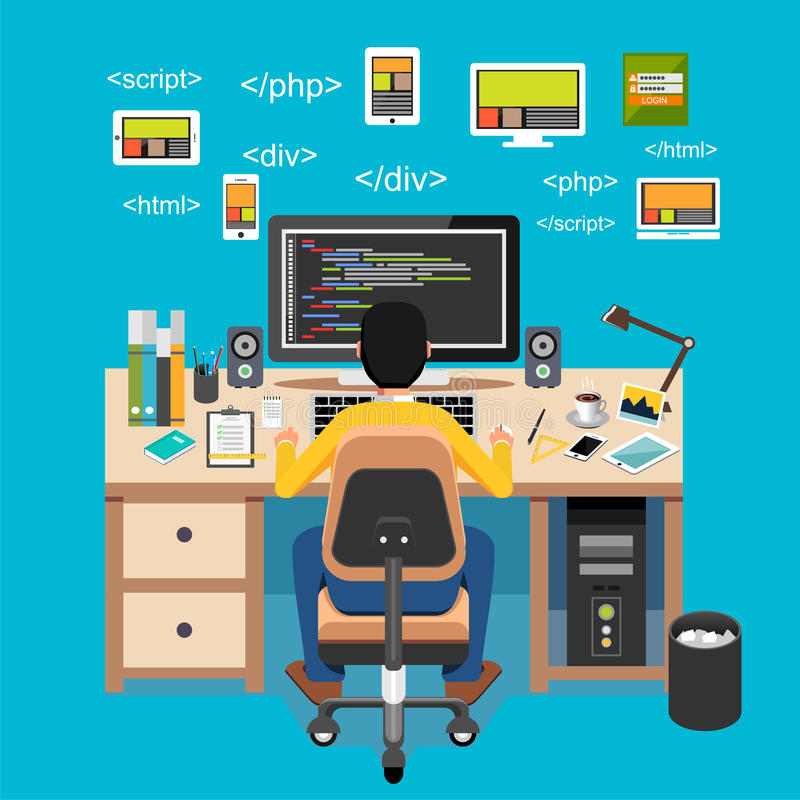 <script>
</php>
<div>
<html>
</div>
LOGIN
</html>
<php>
</script>